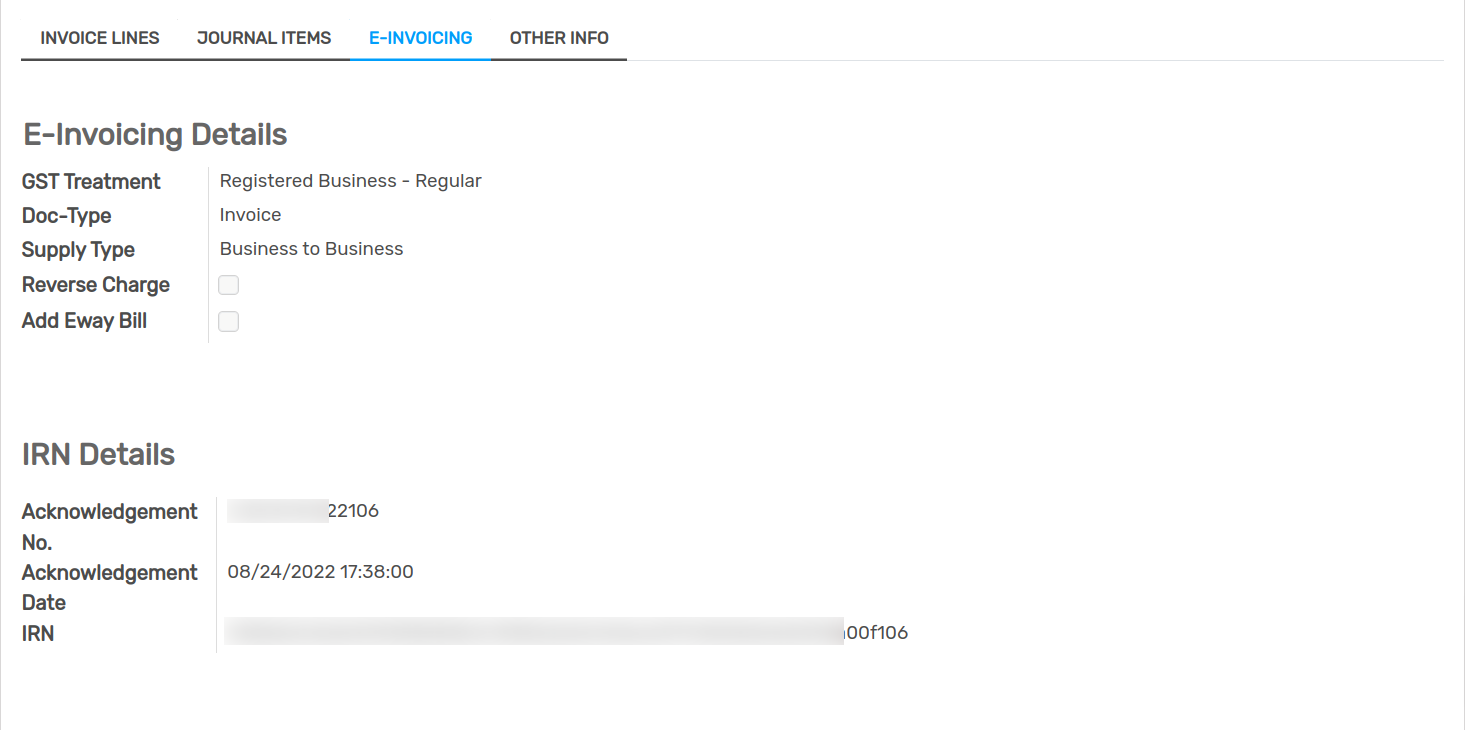 INVOICE LINES JOURNAL ITEMS E-INVOICING OTHER INFO
E-Invoicing Details
GST Treatment Registered Business - Regular
Doc-Type Invoice
Supply Type Business to Business
Reverse Charge
Add Eway Bill
IRN Details
Acknowledgement 22106
No.
Acknowledgement 08/24/2022 17:38:00
Date
IRN 00f106